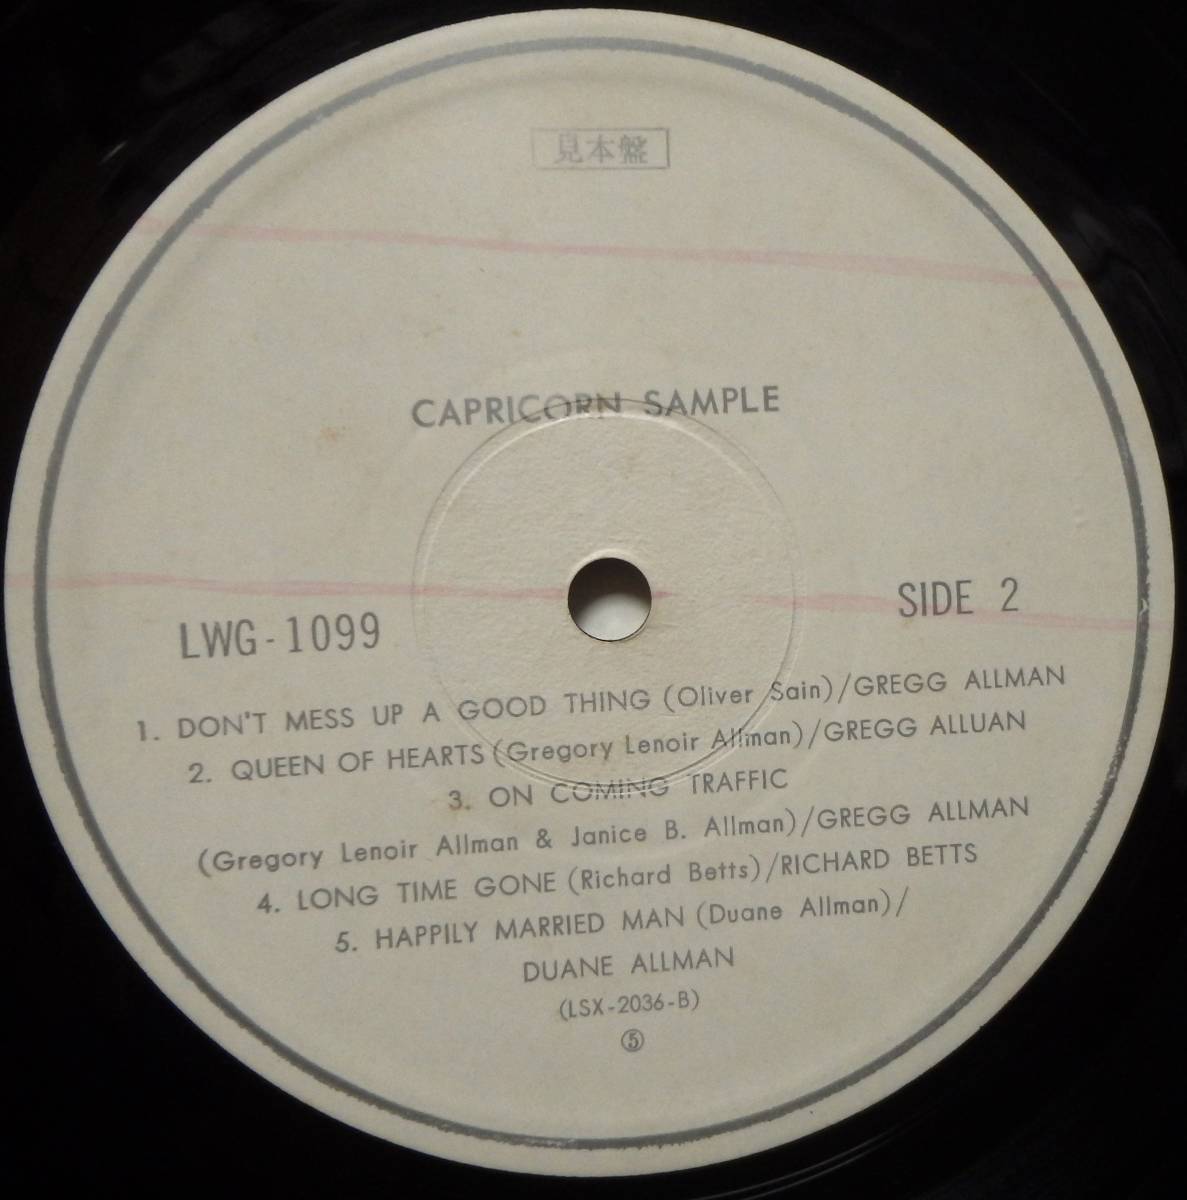 見本盤
CAPRICORN SAMPLE
LWG-1099
SIDE 2
1. DON'T MESS UP A GOOD THING (Oliver Sain)/GREGG ALLMAN
2. QUEEN OF HEARTS (Gregory Lenoir Allman)/GREGG ALLUAN
3. ON COMING TRAFFIC
(Gregory Lenoir Allman & Janice B. Allman)/GREGG ALLMAN
4. LONG TIME GONE (Richard Betts)/RICHARD BETTS
5. HAPPILY MARRIED MAN (Duane Allman)/
DUANE ALLMAN
(LSX-2036-B)
⑤